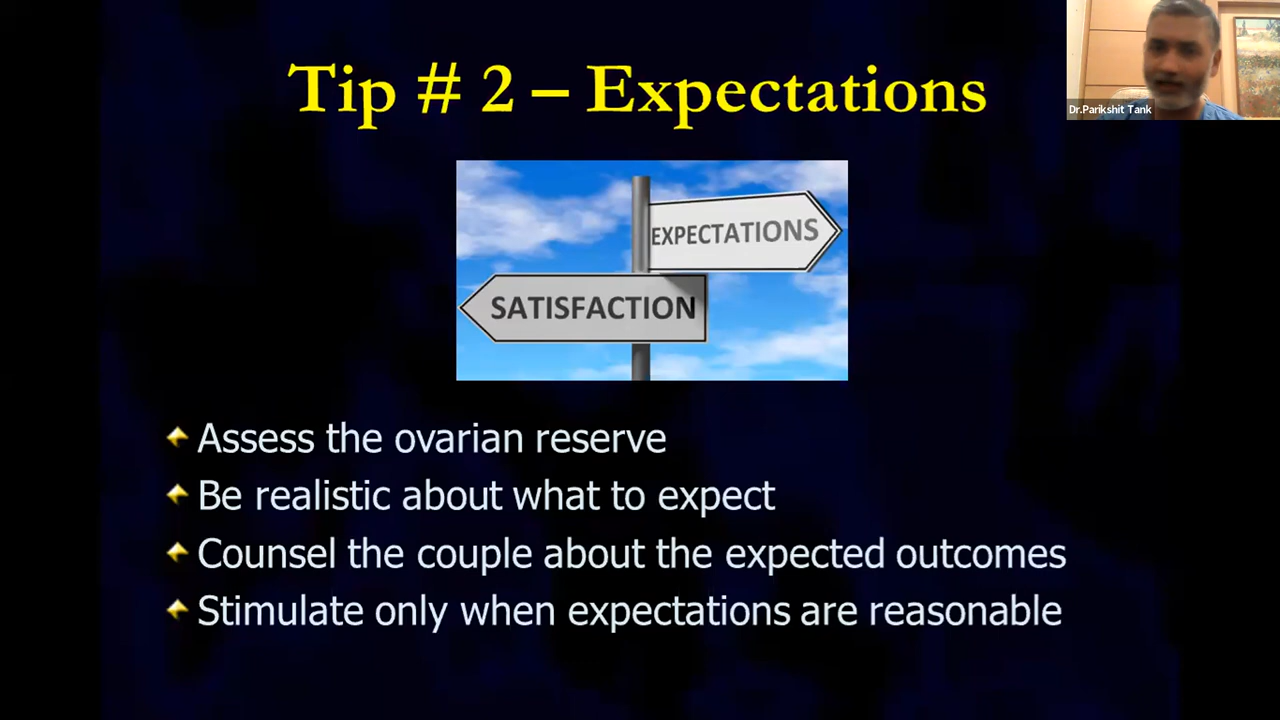 Tip # 2 – Expectations
Dr.Parikshit Tank
EXPECTATIONS
SATISFACTION
Assess the ovarian reserve
Be realistic about what to expect
Counsel the couple about the expected outcomes
Stimulate only when expectations are reasonable